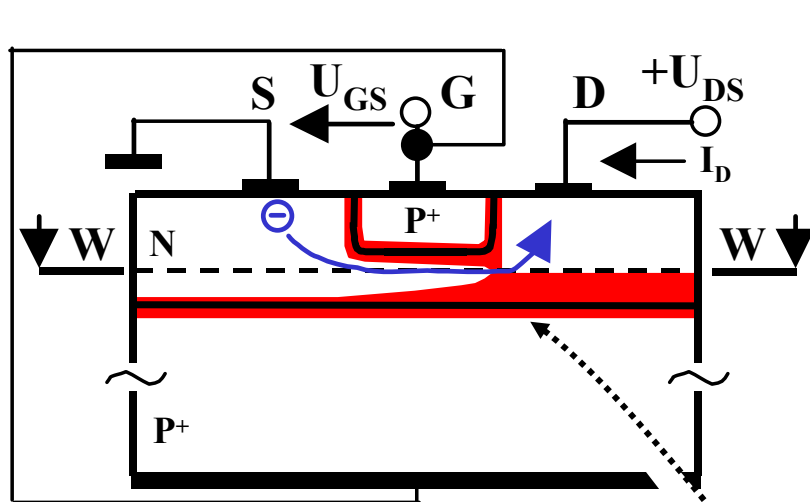 S U_GS G D +U_DS
I_D
P+
W N W
P+